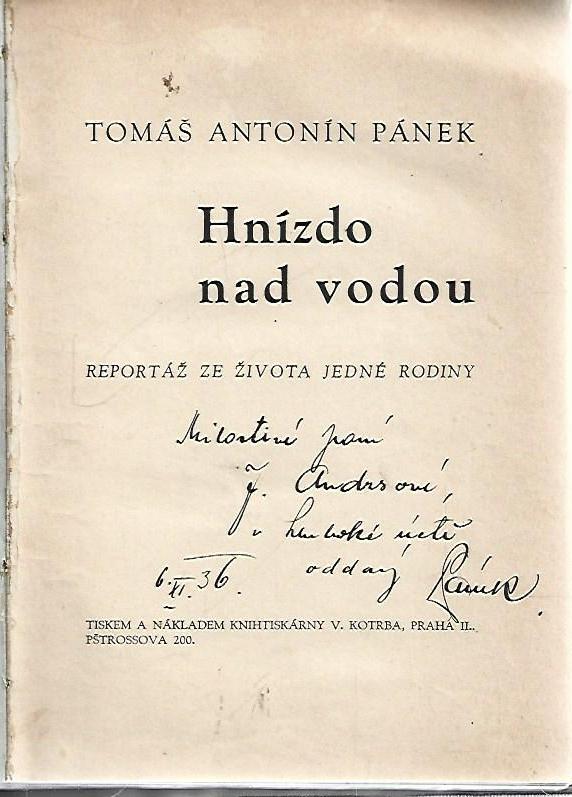 TOMÁŠ ANTONÍN PÁNEK
Hnízdo
nad vodou
REPORTÁŽ ZE ŽIVOTA JEDNÉ RODINY
Milostivé paní
J. Andrsové,
v hluboké úctě
oddaný Pánek
6. XI. 36.
TISKEM A NÁKLADEM KNIHTISKÁRNY V. KOTRBA, PRAHA II.,
PŠTROSSOVA 200.